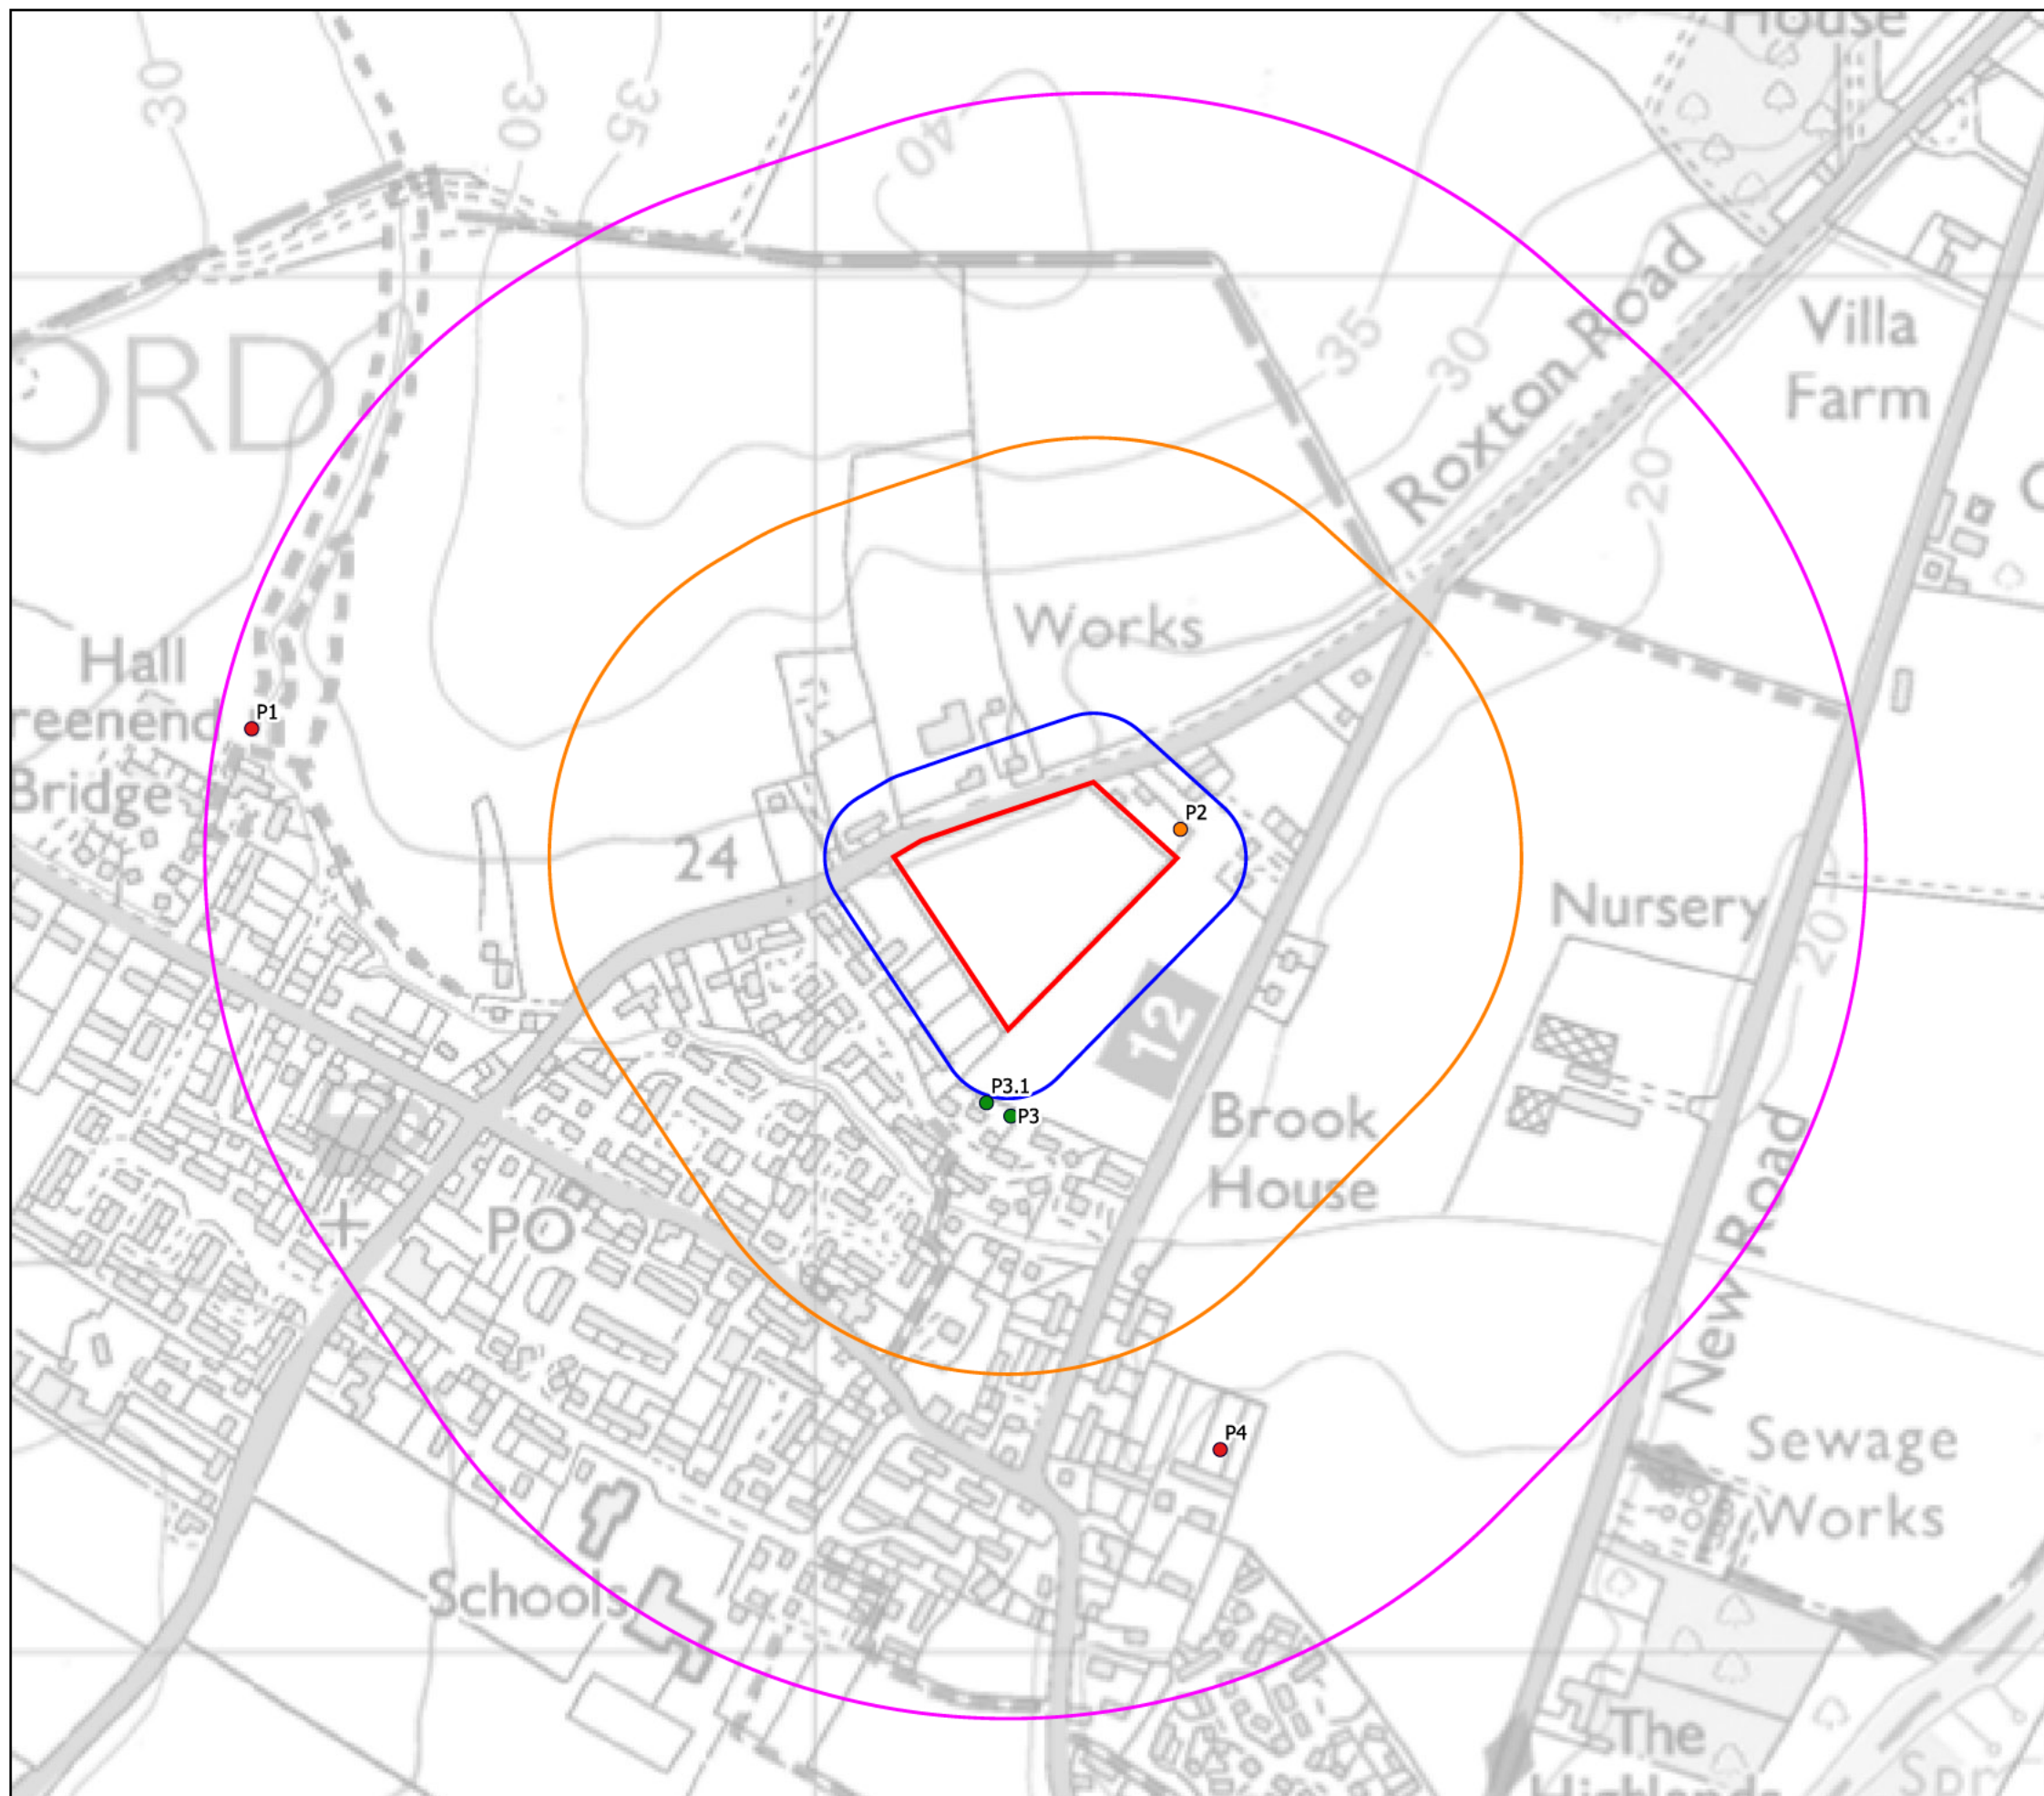 House
30
30
35
40
Roxton Road
35
30
20
Villa
Farm
ORD
Works
Hall
reenend
Bridge
P1
P2
24
Nursery
20
12
P3.1
P3
Brook
House
PO
New Road
P4
Sewage
Works
Schools
The
Highlands